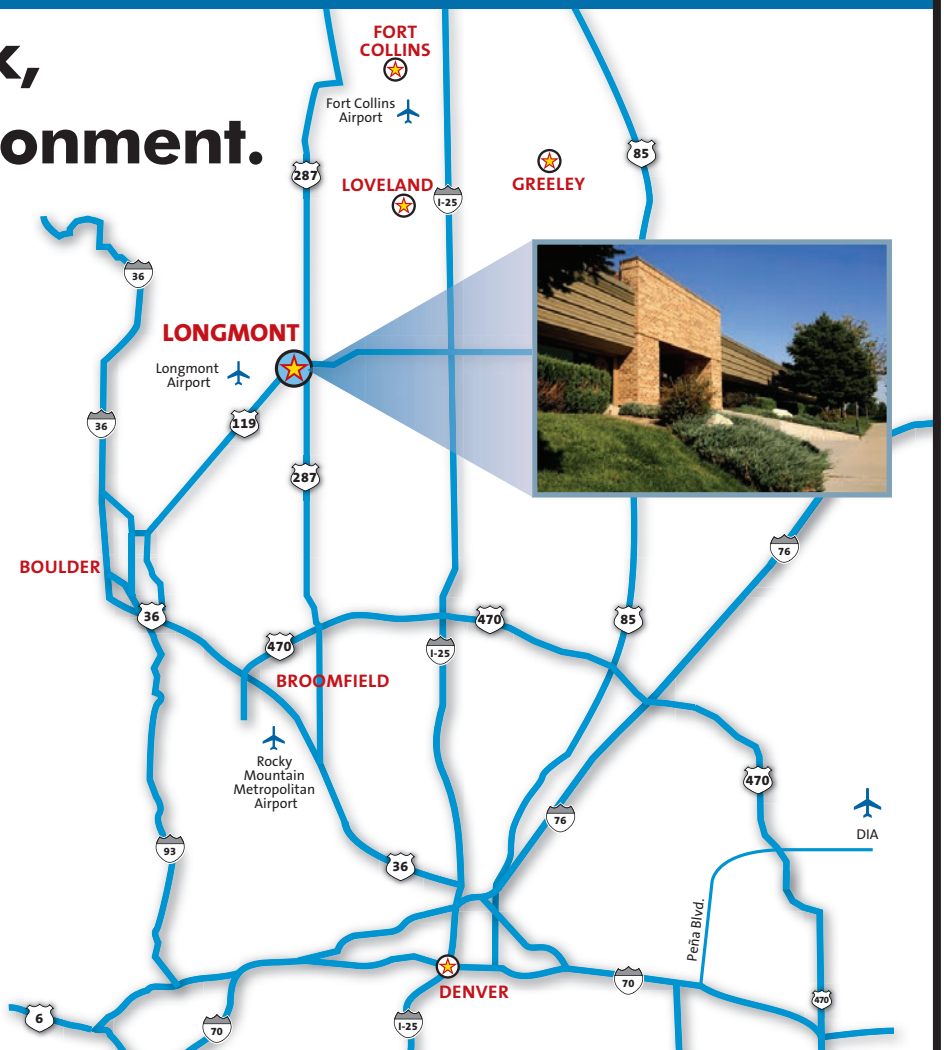 ,
onment.
FORT
COLLINS
Fort Collins
Airport
85
287
LOVELAND
I-25
GREELEY
36
LONGMONT
Longmont
Airport
36
119
287
76
BOULDER
36
470
470
85
I-25
BROOMFIELD
Rocky
Mountain
Metropolitan
Airport
470
76
DIA
93
36
Peña Blvd.
DENVER
70
470
6
70
I-25